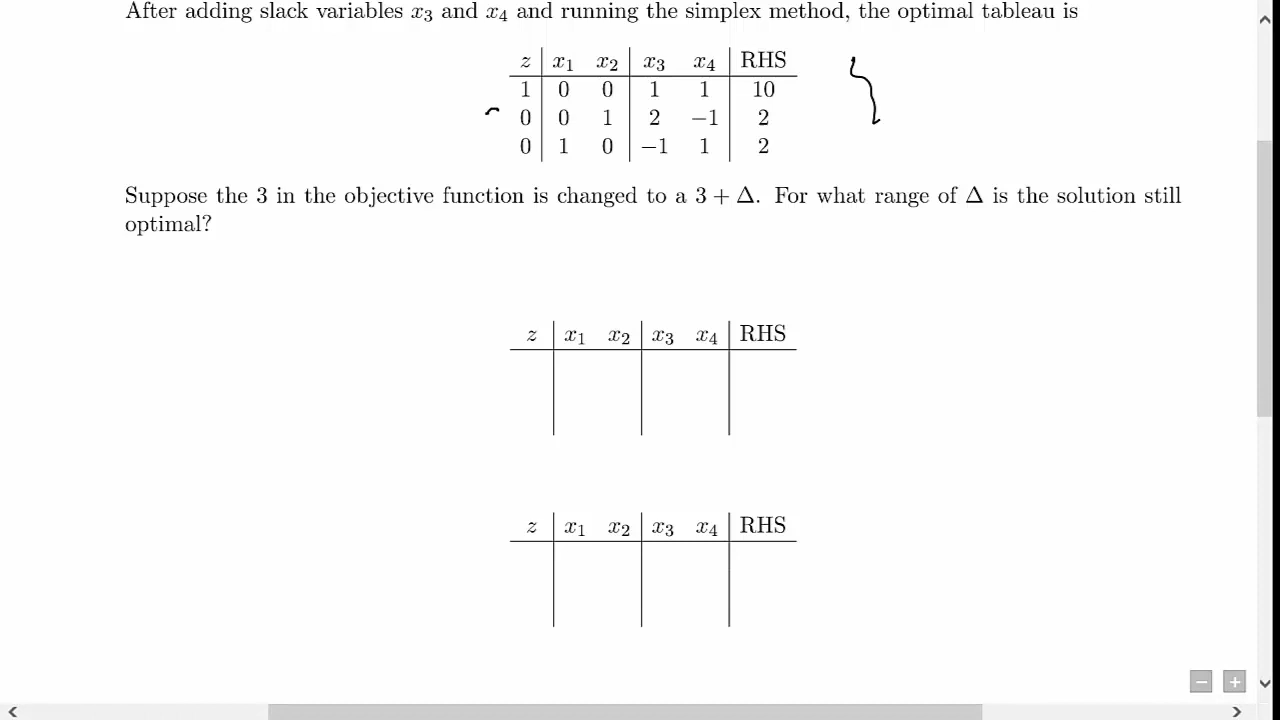 After adding slack variables x₃ and x₄ and running the simplex method, the optimal tableau is
z x₁ x₂ x₃ x₄ RHS
1 0 0 1 1 10
0 0 1 2 −1 2
0 1 0 −1 1 2
Suppose the 3 in the objective function is changed to a 3 + Δ. For what range of Δ is the solution still
optimal?
z x₁ x₂ x₃ x₄ RHS
z x₁ x₂ x₃ x₄ RHS